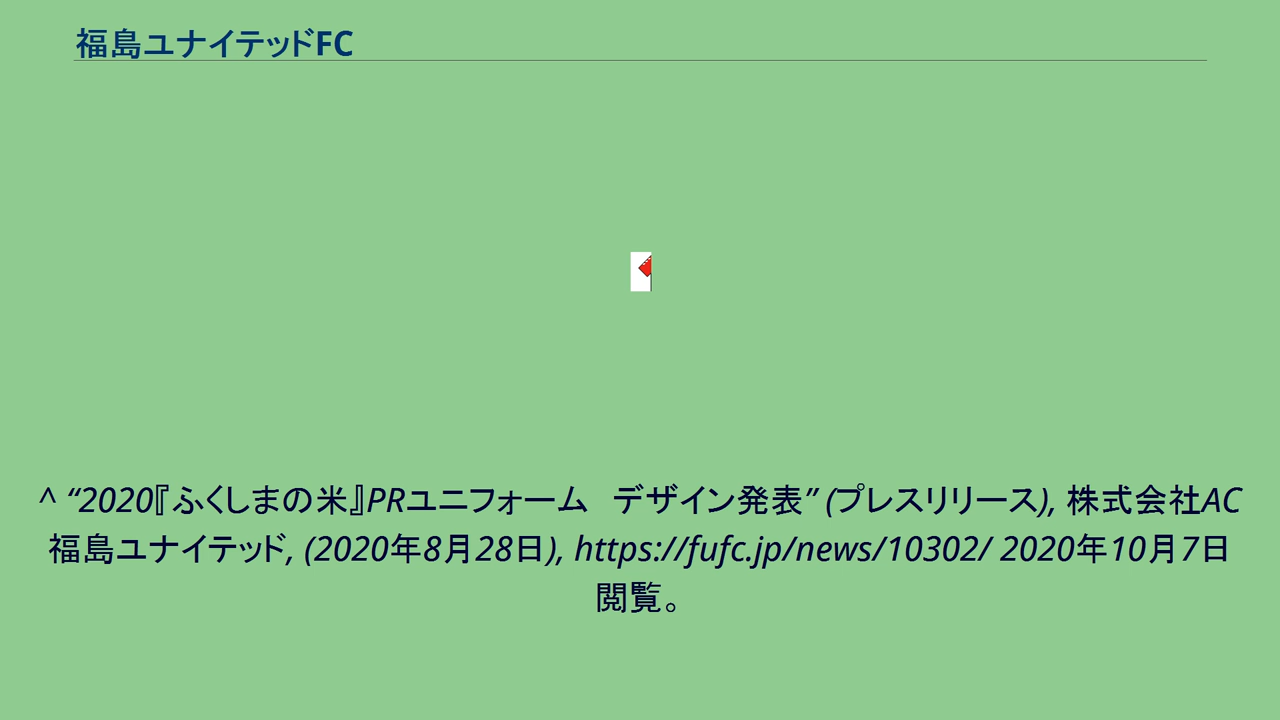 福島ユナイテッドFC
^ “2020『ふくしまの米』PRユニフォーム　デザイン発表” (プレスリリース), 株式会社AC
福島ユナイテッド, (2020年8月28日), https://fufc.jp/news/10302/ 2020年10月7日
閲覧。